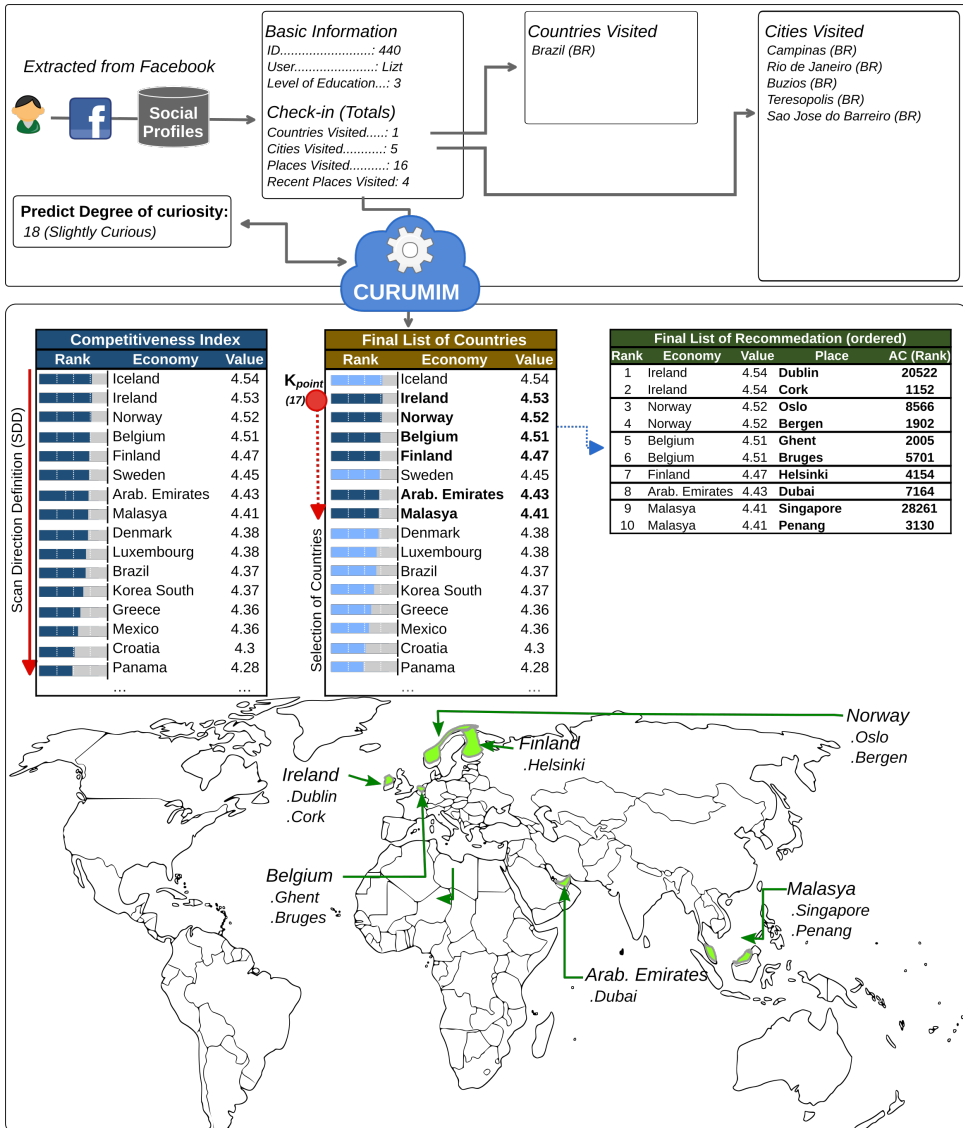 Extracted from Facebook
f
Social
Profiles
Basic Information
ID........................: 440
User.....................: Lizt
Level of Education...: 3
Check-in (Totals)
Countries Visited.....: 1
Cities Visited...........: 5
Places Visited..........: 16
Recent Places Visited: 4
Countries Visited
Brazil (BR)
Cities Visited
Campinas (BR)
Rio de Janeiro (BR)
Buzios (BR)
Teresopolis (BR)
Sao Jose do Barreiro (BR)
Predict Degree of curiosity:
18 (Slightly Curious)
CURUMIM
Scan Direction Definition (SDD)
Competitiveness Index
Rank Economy Value
Iceland 4.54
Ireland 4.53
Norway 4.52
Belgium 4.51
Finland 4.47
Sweden 4.45
Arab. Emirates 4.43
Malasya 4.41
Denmark 4.38
Luxembourg 4.38
Brazil 4.37
Korea South 4.37
Greece 4.36
Mexico 4.36
Croatia 4.3
Panama 4.28
... ...
Kpoint
(17)
Selection of Countries
Final List of Countries
Rank Economy Value
Iceland 4.54
Ireland 4.53
Norway 4.52
Belgium 4.51
Finland 4.47
Sweden 4.45
Arab. Emirates 4.43
Malasya 4.41
Denmark 4.38
Luxembourg 4.38
Brazil 4.37
Korea South 4.37
Greece 4.36
Mexico 4.36
Croatia 4.3
Panama 4.28
... ...
Final List of Recommedation (ordered)
Rank Economy Value Place AC (Rank)
1 Ireland 4.54 Dublin 20522
2 Ireland 4.54 Cork 1152
3 Norway 4.52 Oslo 8566
4 Norway 4.52 Bergen 1902
5 Belgium 4.51 Ghent 2005
6 Belgium 4.51 Bruges 5701
7 Finland 4.47 Helsinki 4154
8 Arab. Emirates 4.43 Dubai 7164
9 Malasya 4.41 Singapore 28261
10 Malasya 4.41 Penang 3130
Norway
.Oslo
.Bergen
Finland
.Helsinki
Ireland
.Dublin
.Cork
Belgium
.Ghent
.Bruges
Malasya
.Singapore
.Penang
Arab. Emirates
.Dubai